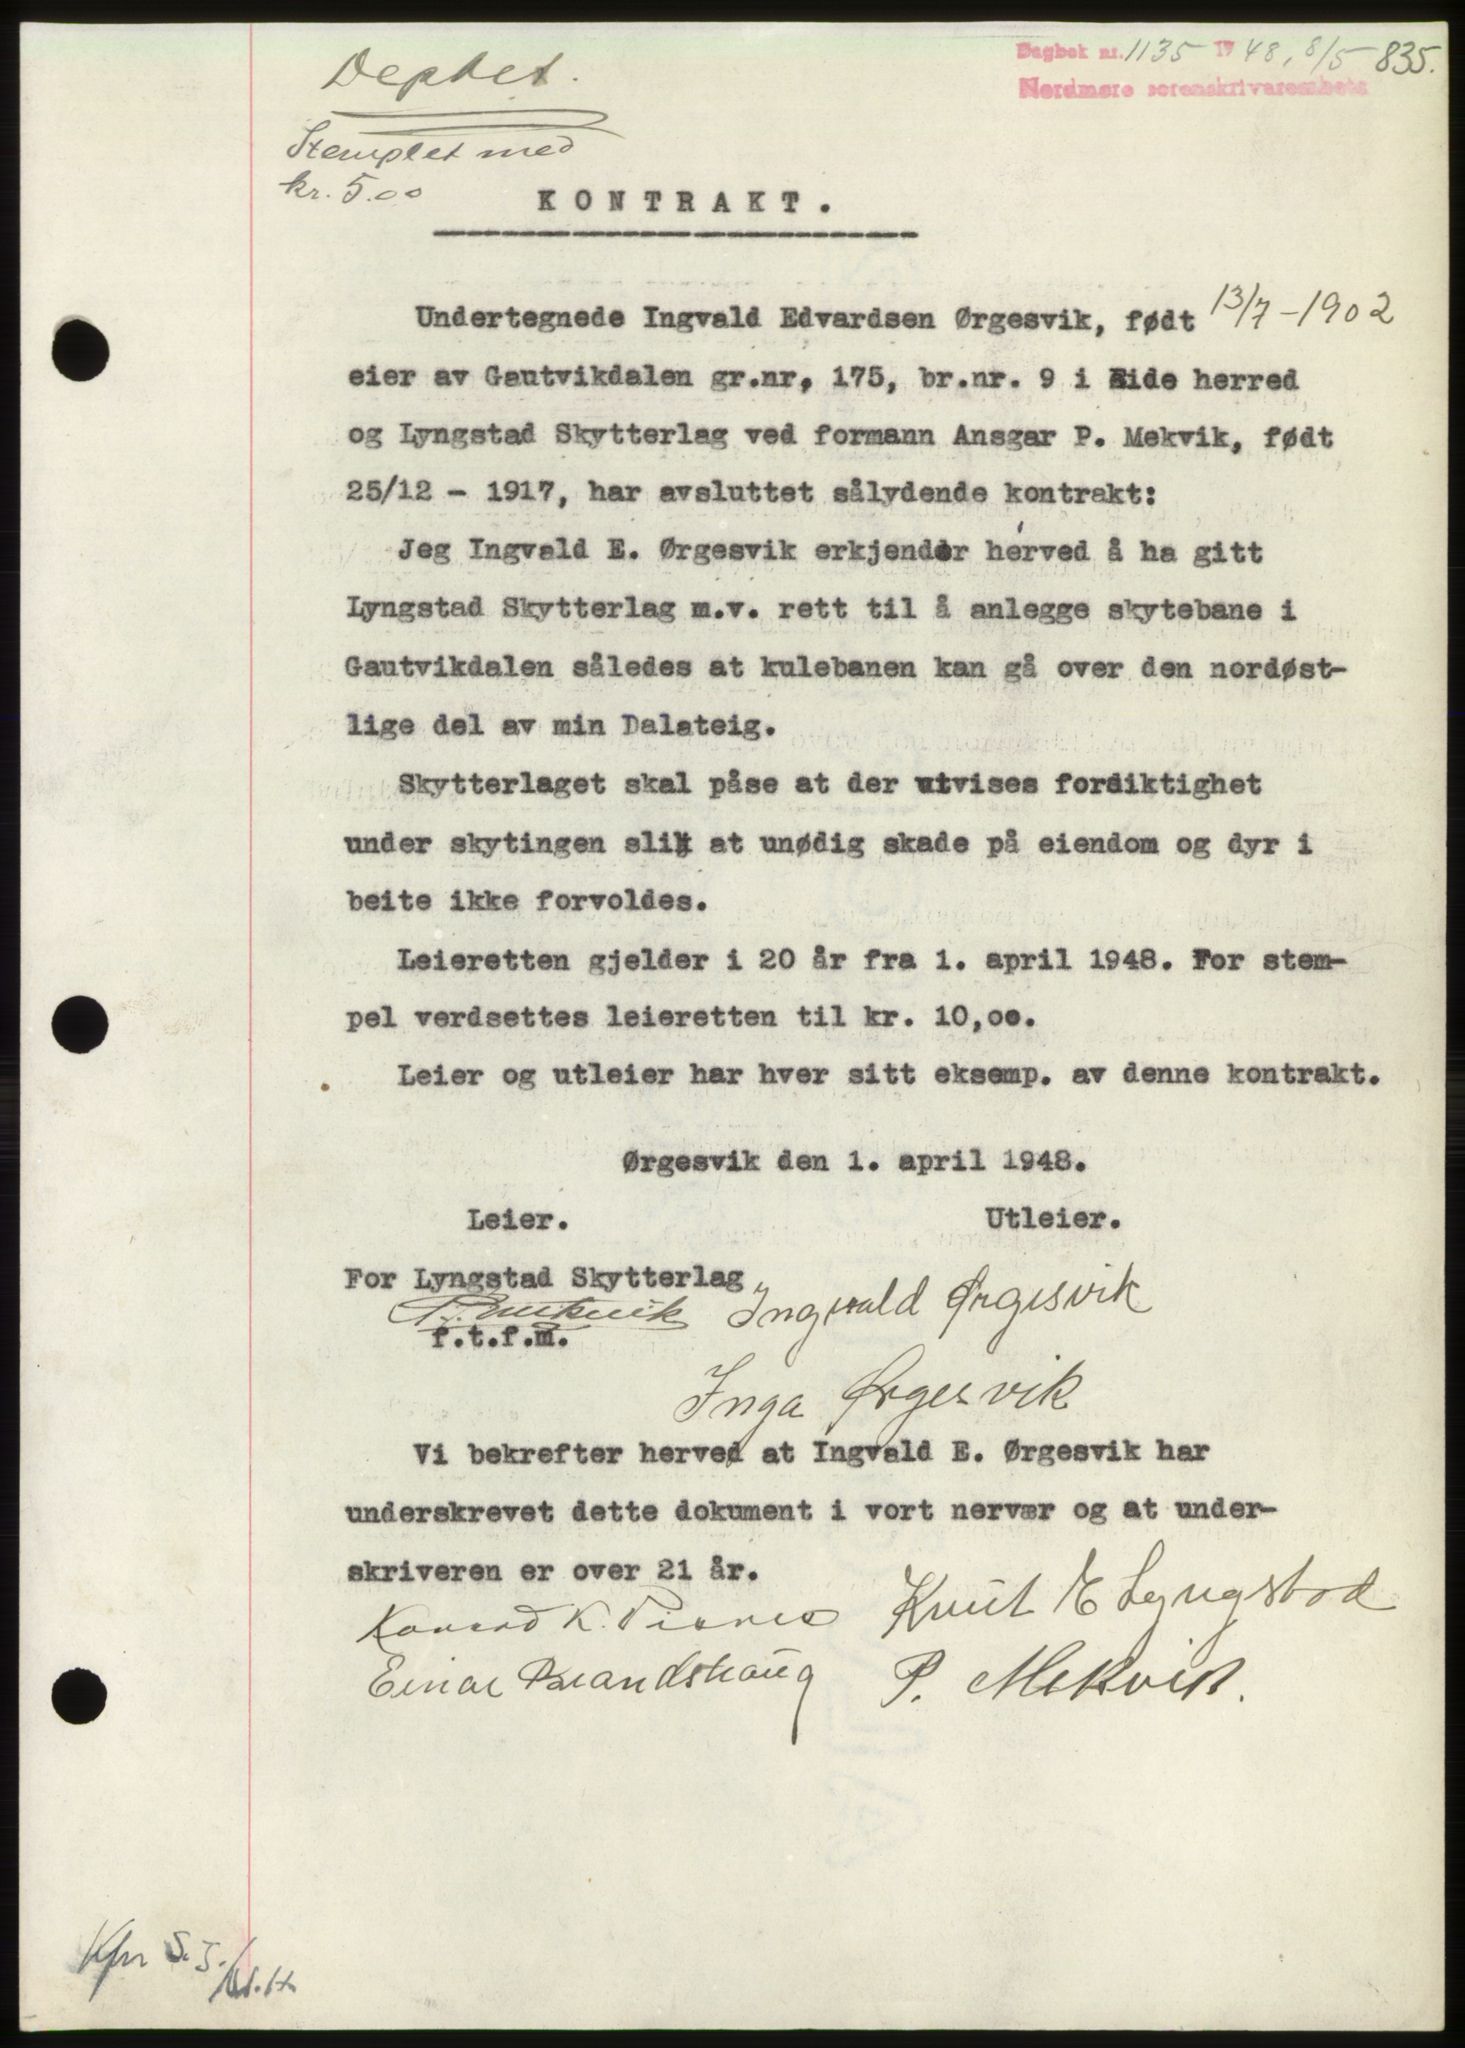 Dagbok nr. 1135 1948, 8/5 835.
Nordmøre sorenskrivarembete
Stemplet med
kr. 5.00
KONTRAKT.
Undertegnede Ingvald Edvardsen Ørgesvik, født 13/7-1902
eier av Gautvikdalen gr.nr. 175, br.nr. 9 i Eide herred
og Lyngstad Skytterlag ved formann Ansgar P. Mekvik, født
25/12 - 1917, har avsluttet sålydende kontrakt:
Jeg Ingvald E. Ørgesvik erkjender herved å ha gitt
Lyngstad Skytterlag m.v. rett til å anlegge skytebane i
Gautvikdalen således at kulebanen kan gå over den nordøst-
lige del av min Dalateig.
Skytterlaget skal påse at der utvises forsiktighet
under skytingen slik at unødig skade på eiendom og dyr i
beite ikke forvoldes.
Leieretten gjelder i 20 år fra 1. april 1948. For stem-
pel verdsettes leieretten til kr. 10,oo.
Leier og utleier har hver sitt eksemp. av denne kontrakt.
Ørgesvik den 1. april 1948.
Leier. Utleier.
For Lyngstad Skytterlag
Ingvald Ørgesvik
f.t.f.m.
Inga Ørgesvik
Vi bekrefter herved at Ingvald E. Ørgesvik har
underskrevet dette dokument i vort nervær og at under-
skriveren er over 21 år.
Knut E Lyngstad
Einar Brandshaug P. Mekvik.